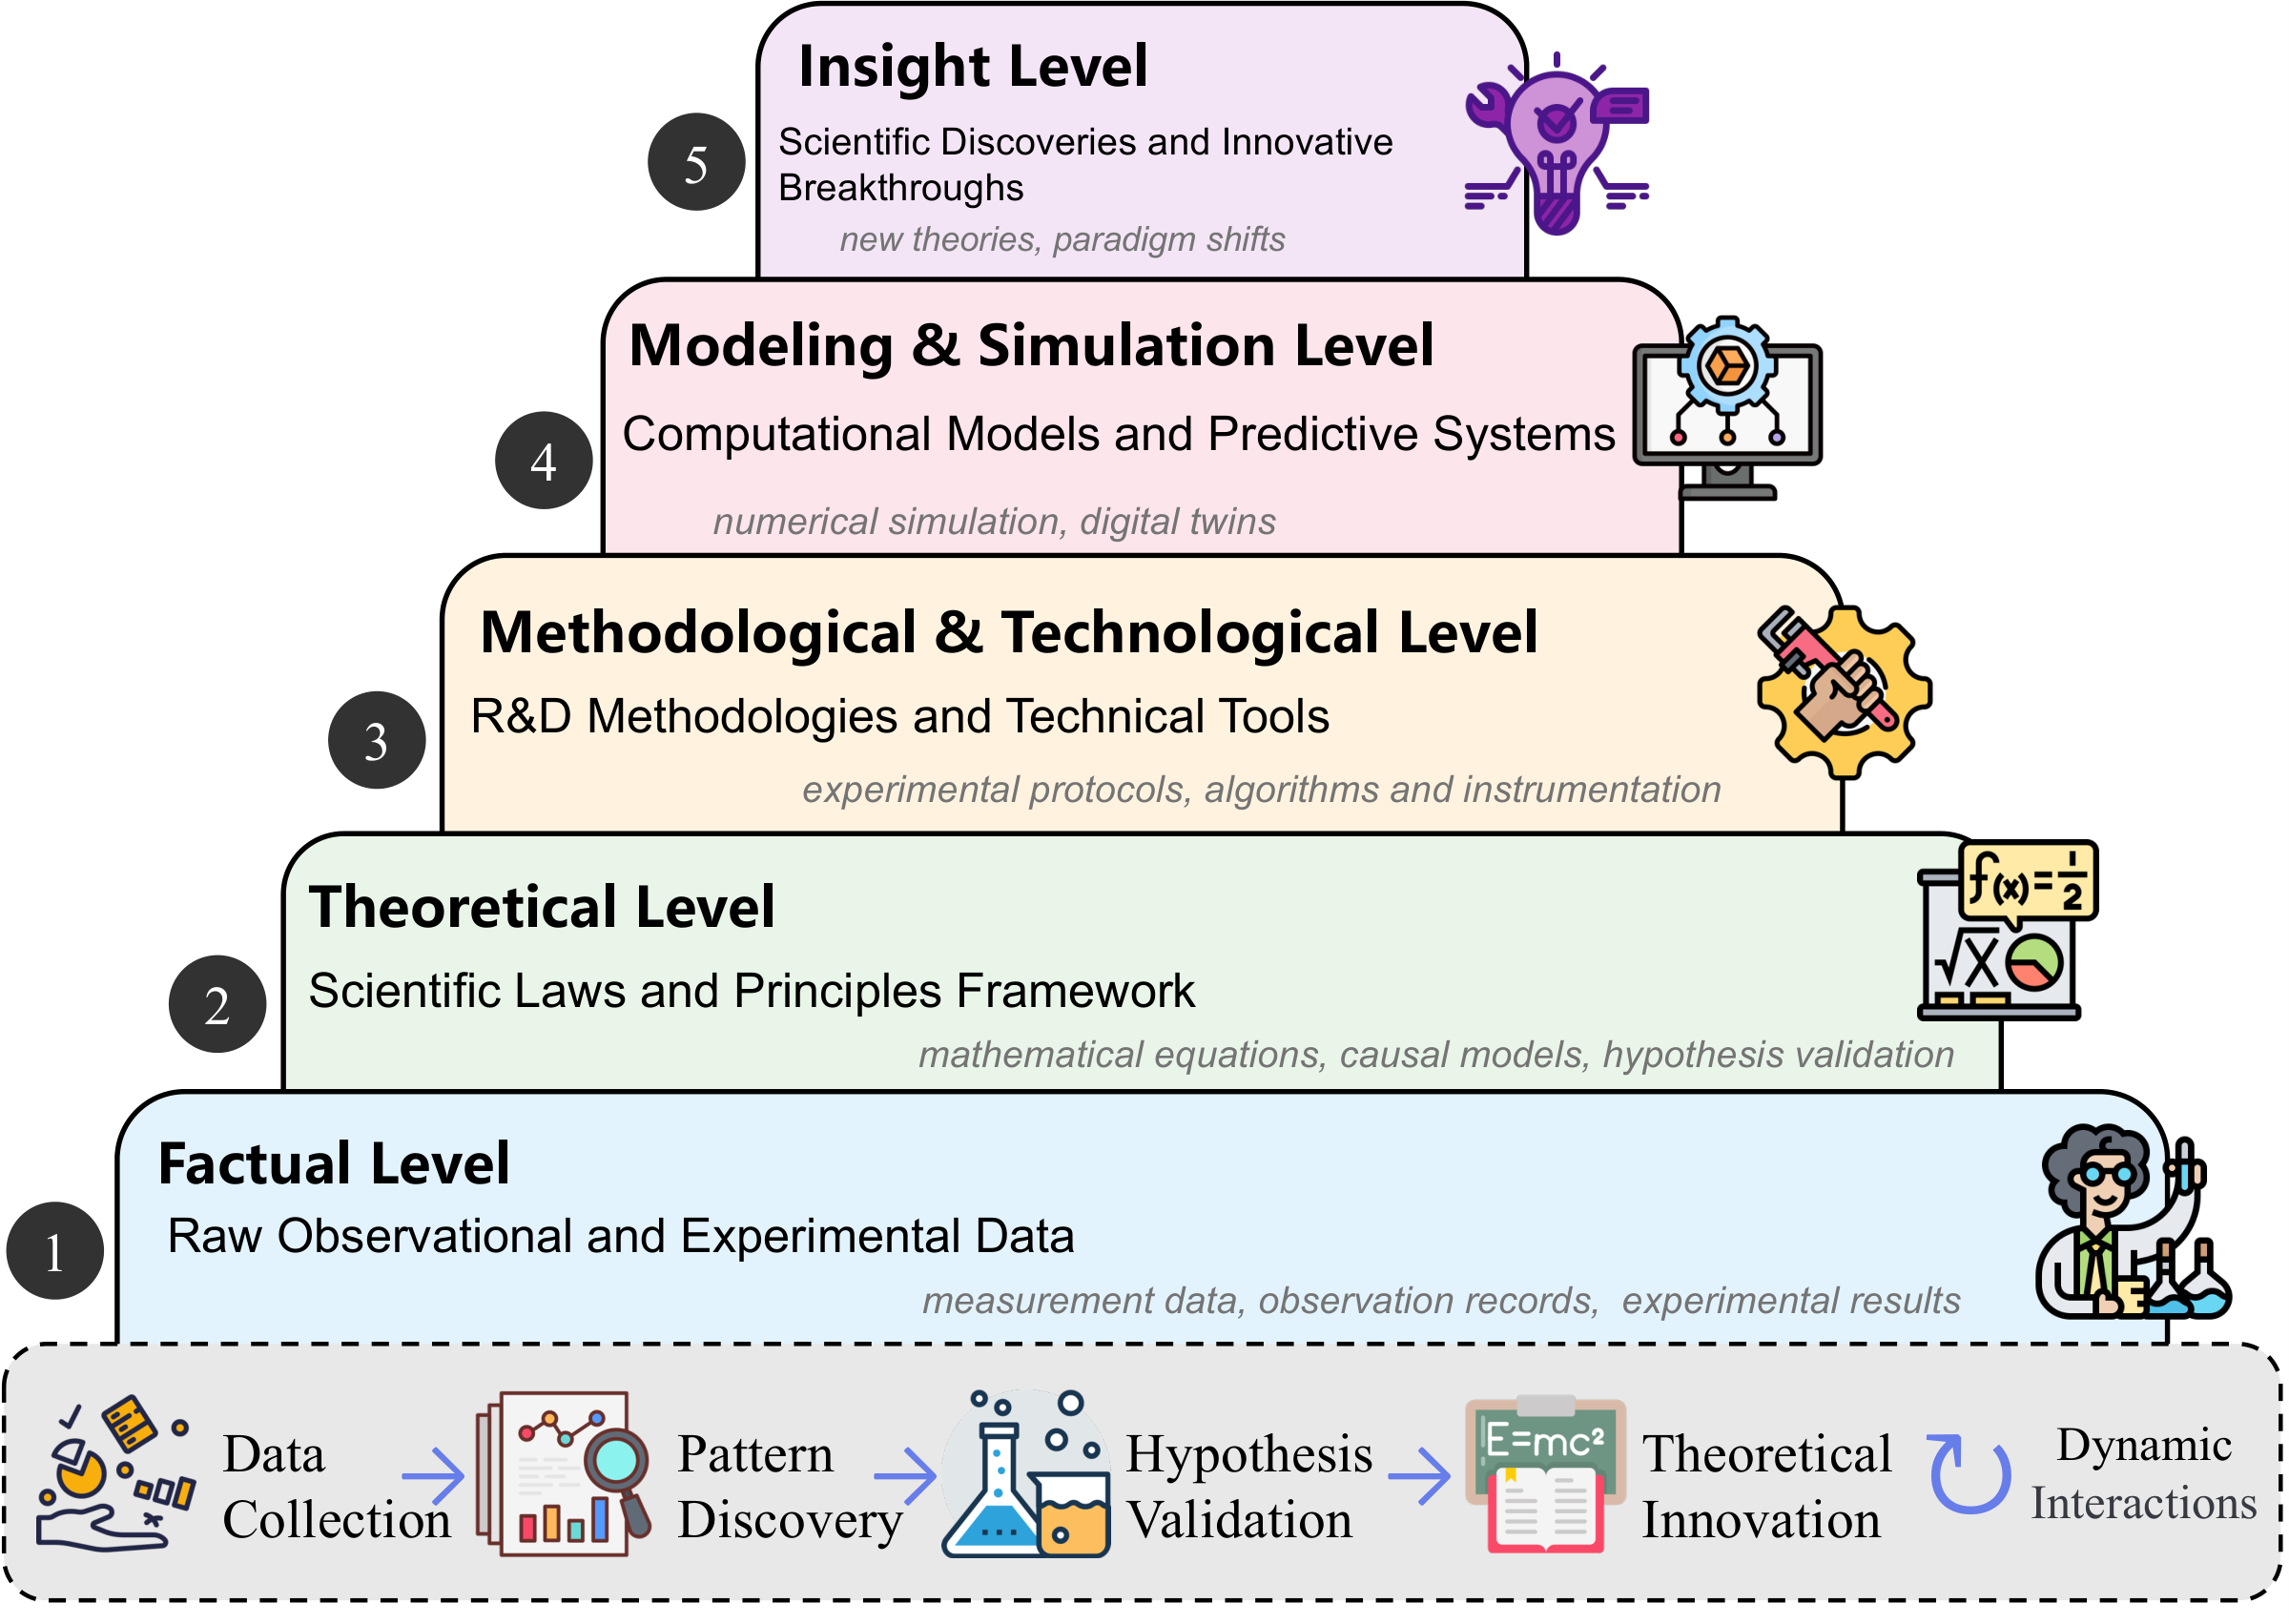 Insight Level
5
Scientific Discoveries and Innovative
Breakthroughs
new theories, paradigm shifts
Modeling & Simulation Level
4
Computational Models and Predictive Systems
numerical simulation, digital twins
Methodological & Technological Level
3
R&D Methodologies and Technical Tools
experimental protocols, algorithms and instrumentation
f(x)=1/2
√X
Theoretical Level
2
Scientific Laws and Principles Framework
mathematical equations, causal models, hypothesis validation
Factual Level
1
Raw Observational and Experimental Data
measurement data, observation records, experimental results
Data
Collection
Pattern
Discovery
Hypothesis
Validation
E=mc²
Theoretical
Innovation
Dynamic
Interactions